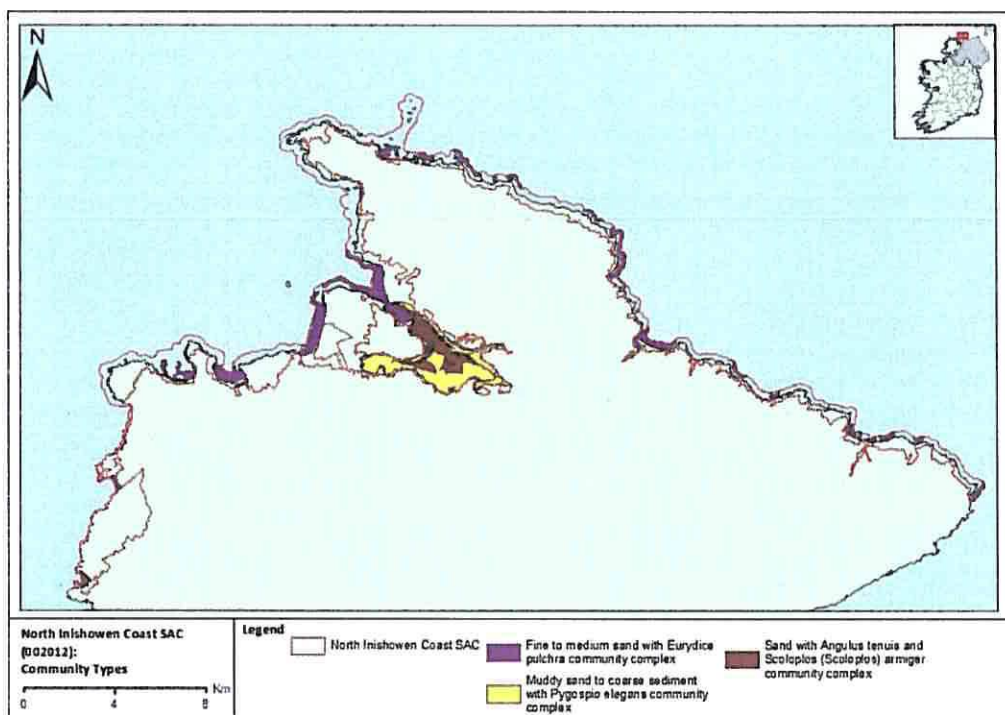 N
North Inishowen Coast SAC
(002012):
Community Types
Km
0 4 8
Legend
North Inishowen Coast SAC
Fine to medium sand with Eurydice
pulchra community complex
Muddy sand to coarse sediment
with Pygospio elegans community
complex
Sand with Angulus tenuis and
Scoloplos (Scoloplos) armiger
community complex